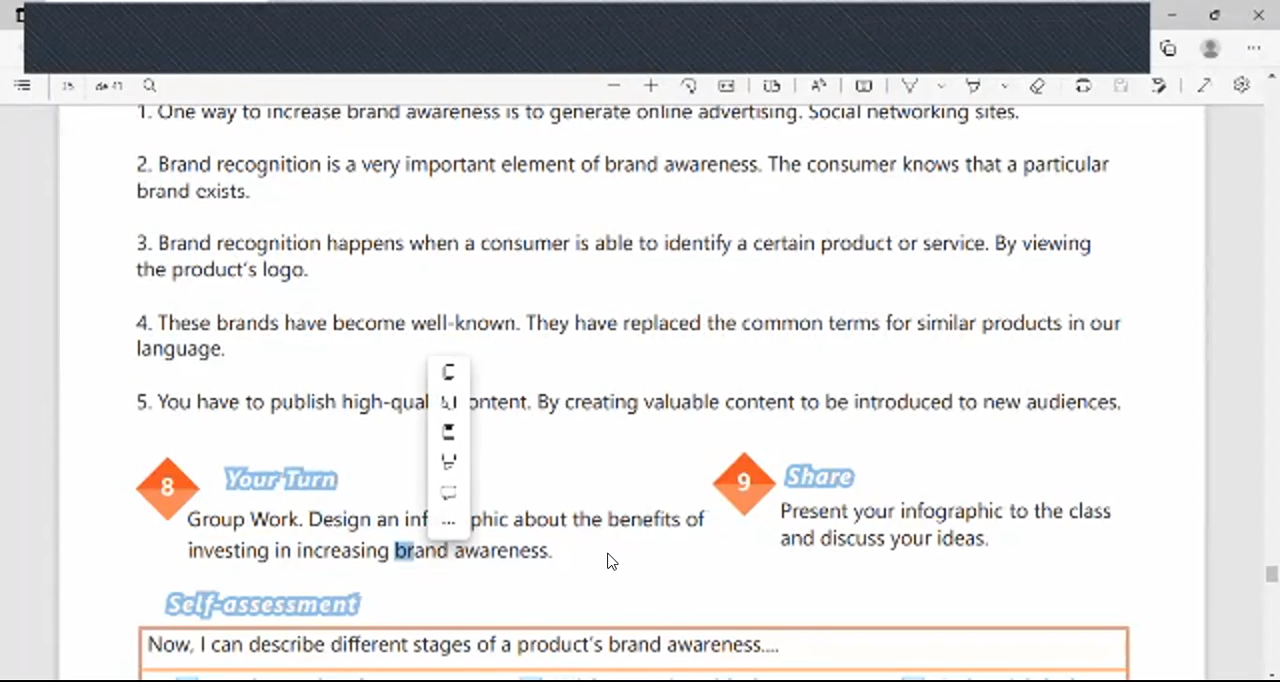 15 de 41
1. One way to increase brand awareness is to generate online advertising. Social networking sites.
2. Brand recognition is a very important element of brand awareness. The consumer knows that a particular
brand exists.
3. Brand recognition happens when a consumer is able to identify a certain product or service. By viewing
the product's logo.
4. These brands have become well-known. They have replaced the common terms for similar products in our
language.
5. You have to publish high-qual ontent. By creating valuable content to be introduced to new audiences.
8 Your Turn
Group Work. Design an inf phic about the benefits of
investing in increasing brand awareness.
9 Share
Present your infographic to the class
and discuss your ideas.
Self-assessment
Now, I can describe different stages of a product's brand awareness....